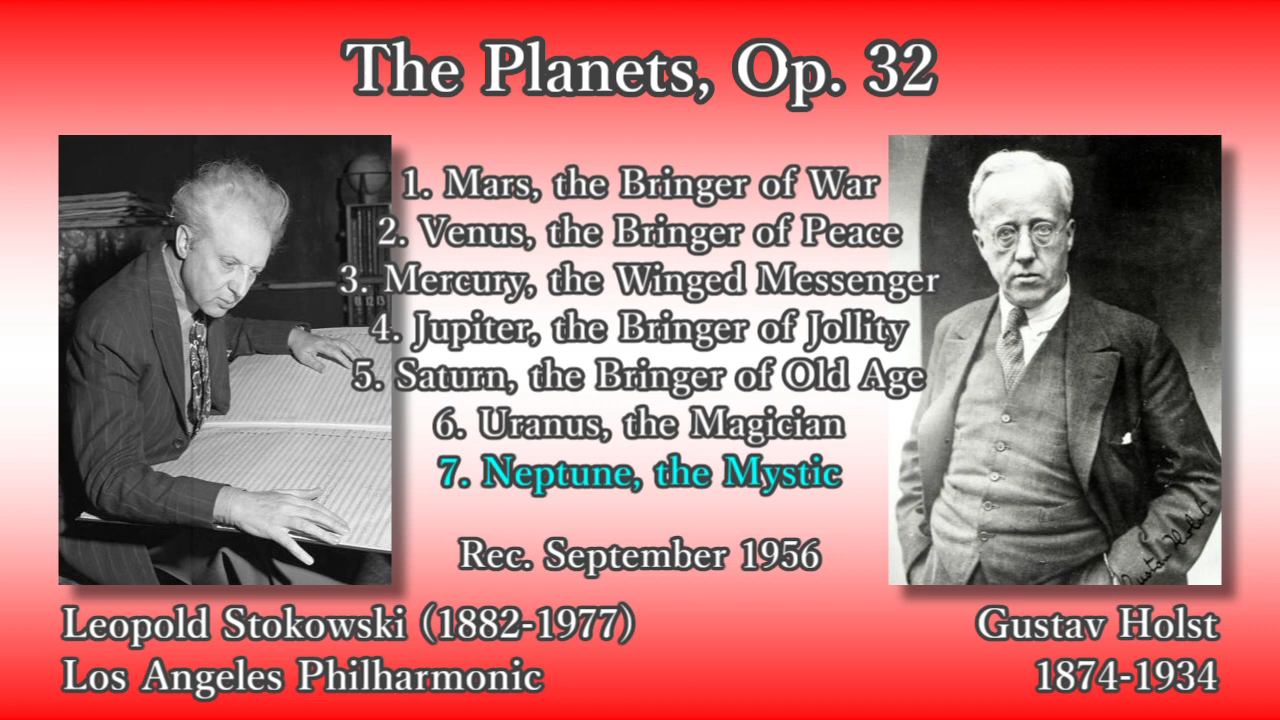 The Planets, Op. 32
1. Mars, the Bringer of War
2. Venus, the Bringer of Peace
3. Mercury, the Winged Messenger
4. Jupiter, the Bringer of Jollity
5. Saturn, the Bringer of Old Age
6. Uranus, the Magician
7. Neptune, the Mystic
Rec. September 1956
Leopold Stokowski (1882-1977)
Los Angeles Philharmonic
Gustav Holst
Gustav Holst
1874-1934